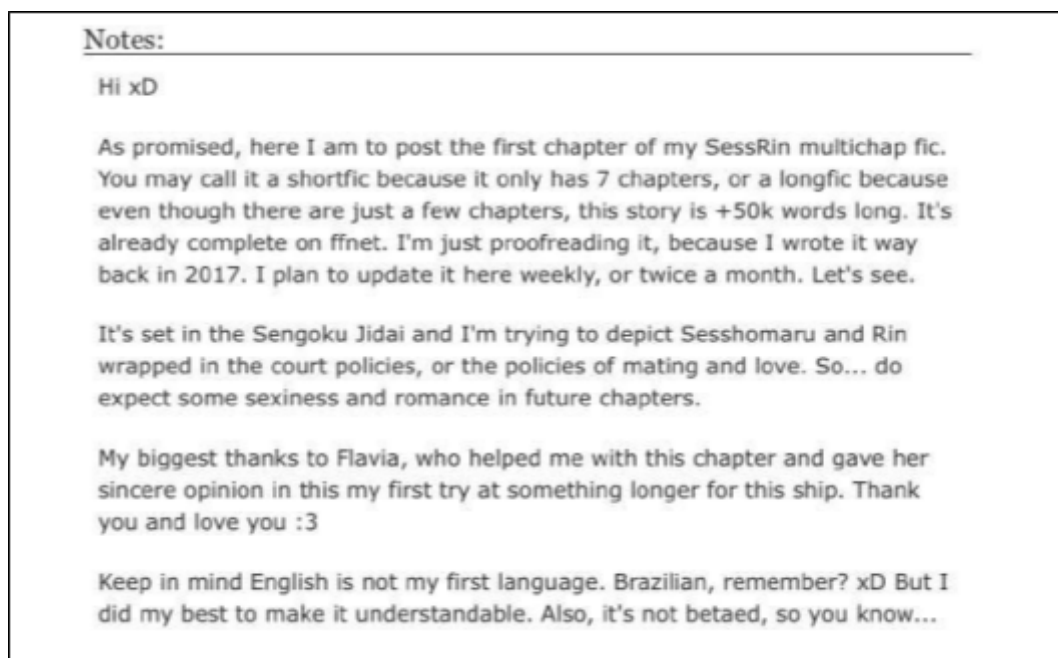 Notes:
Hi xD
As promised, here I am to post the first chapter of my SessRin multichap fic.
You may call it a shortfic because it only has 7 chapters, or a longfic because
even though there are just a few chapters, this story is +50k words long. It's
already complete on ffnet. I'm just proofreading it, because I wrote it way
back in 2017. I plan to update it here weekly, or twice a month. Let's see.
It's set in the Sengoku Jidai and I'm trying to depict Sesshomaru and Rin
wrapped in the court policies, or the policies of mating and love. So... do
expect some sexiness and romance in future chapters.
My biggest thanks to Flavia, who helped me with this chapter and gave her
sincere opinion in this my first try at something longer for this ship. Thank
you and love you :3
Keep in mind English is not my first language. Brazilian, remember? xD But I
did my best to make it understandable. Also, it's not betaed, so you know...